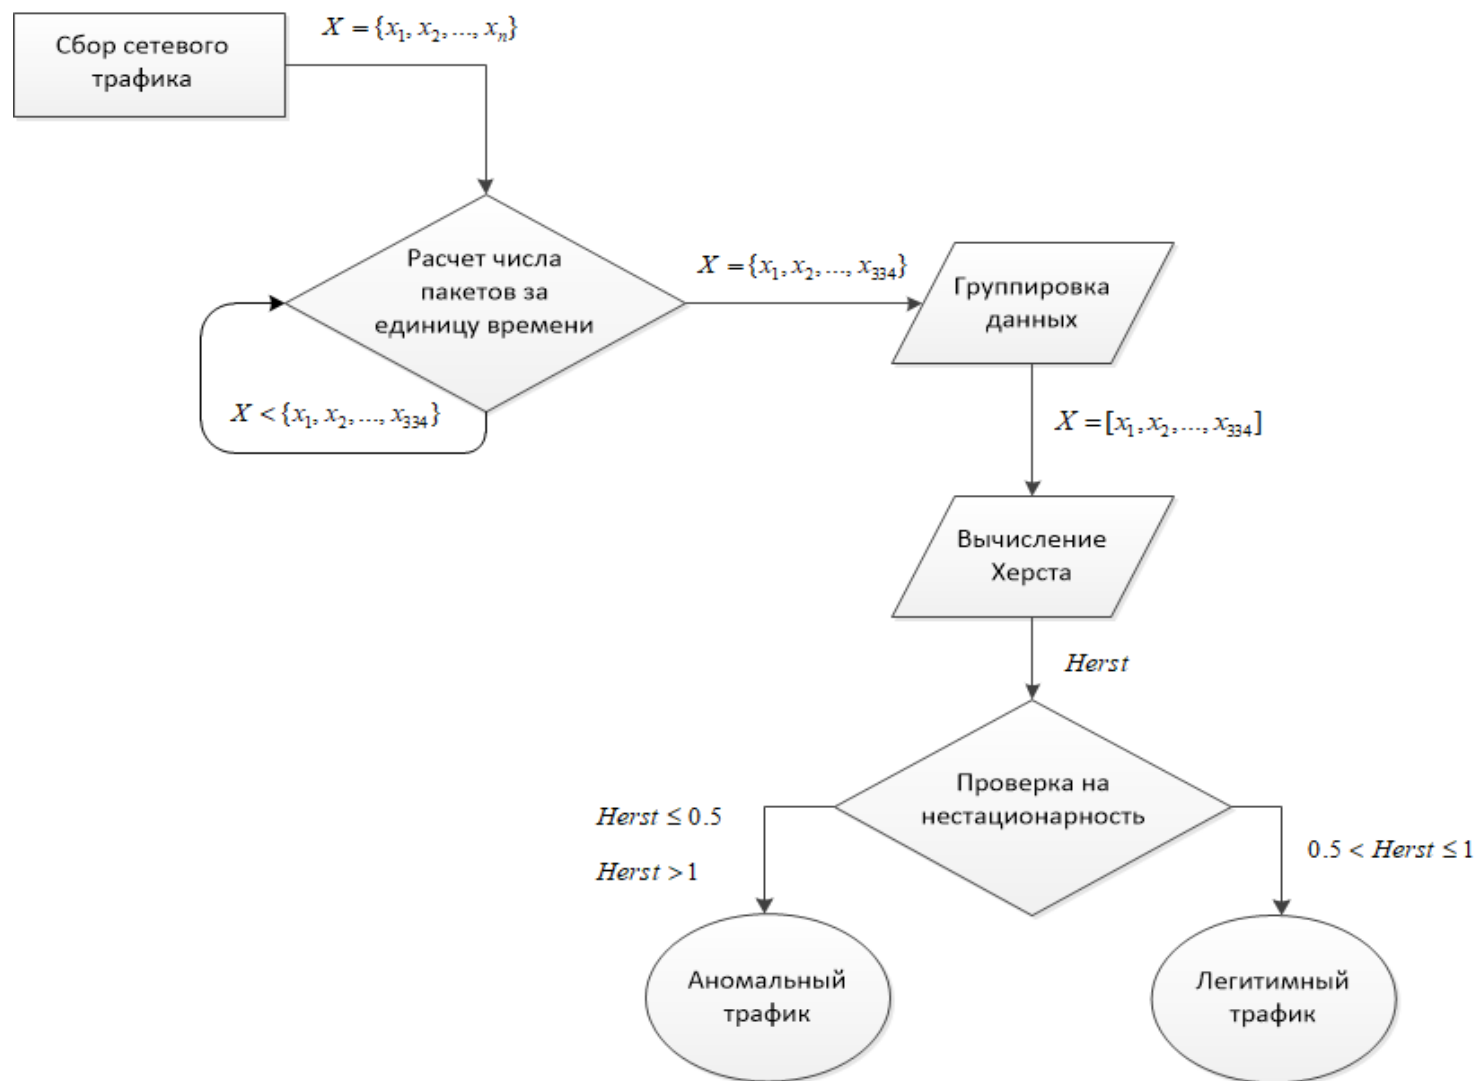 Сбор сетевого
трафика
X = {x₁, x₂, ..., xₙ}
Расчет числа
пакетов за
единицу времени
X = {x₁, x₂, ..., x₃₃₄}
Группировка
данных
X < {x₁, x₂, ..., x₃₃₄}
X = [x₁, x₂, ..., x₃₃₄]
Вычисление
Херста
Herst
Проверка на
нестационарность
Herst ≤ 0.5
Herst > 1
0.5 < Herst ≤ 1
Аномальный
трафик
Легитимный
трафик